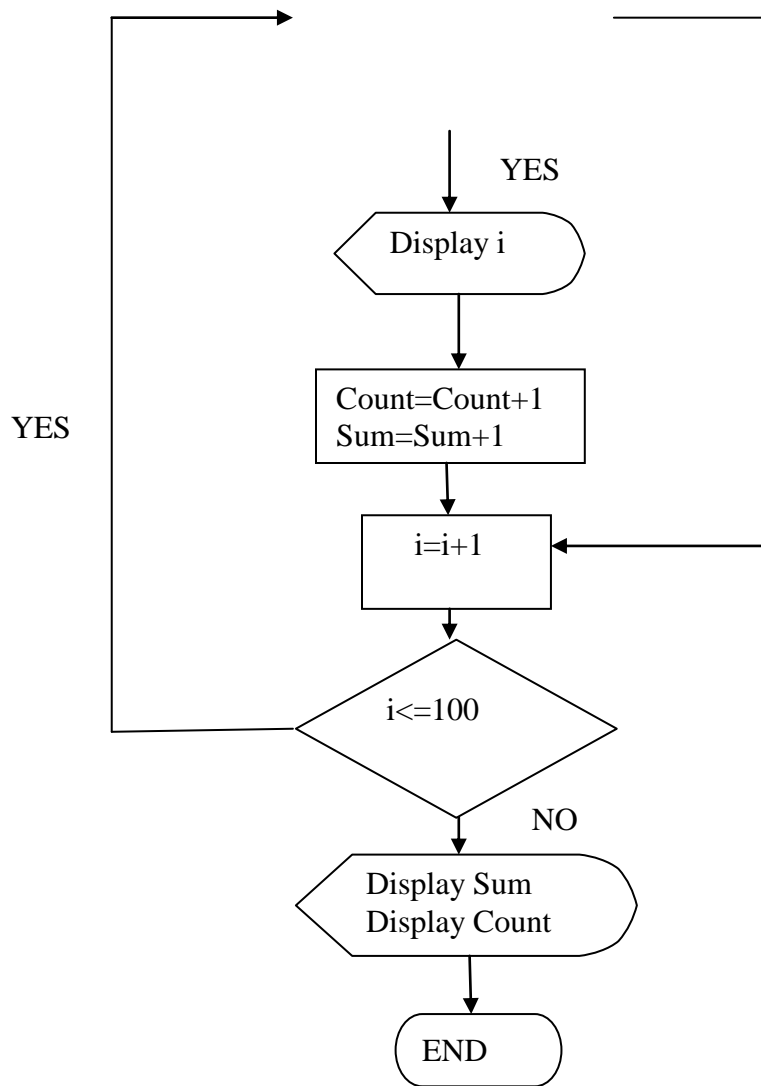 YES
Display i
Count=Count+1
Sum=Sum+1
YES
i=i+1
i<=100
NO
Display Sum
Display Count
END